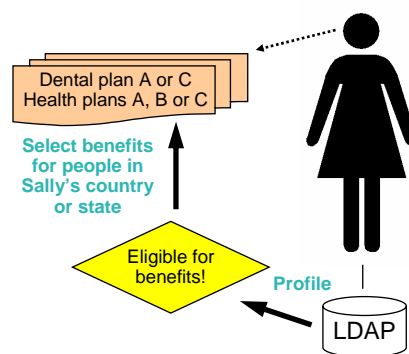 Dental plan A or C
Health plans A, B or C
Select benefits
for people in
Sally's country
or state
Eligible for
benefits!
Profile
LDAP